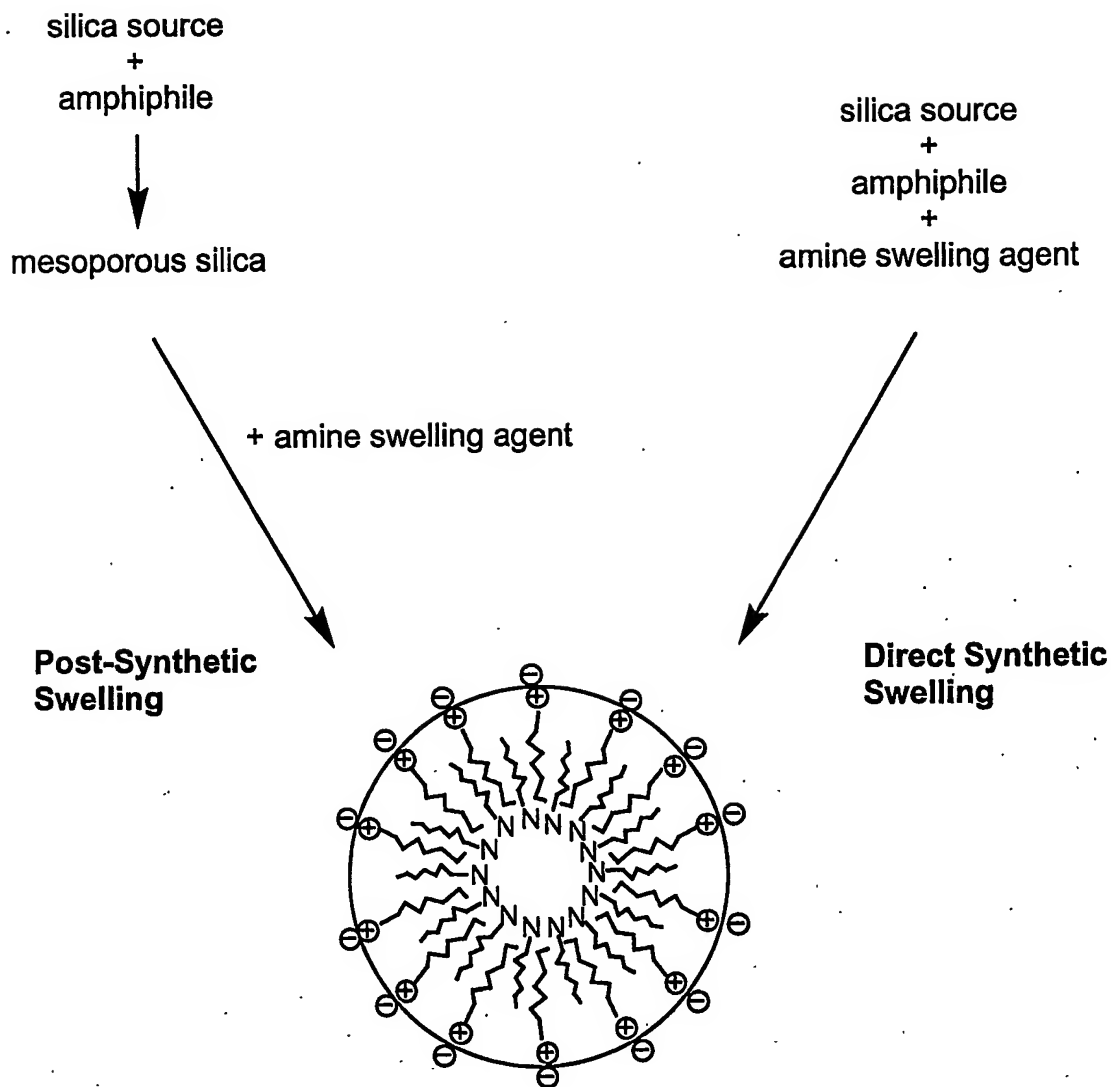 silica source
+
amphiphile
mesoporous silica
silica source
+
amphiphile
+
amine swelling agent
+ amine swelling agent
Post-Synthetic
Swelling
Direct Synthetic
Swelling
N N N N
N N
N N
N N
N N
N N